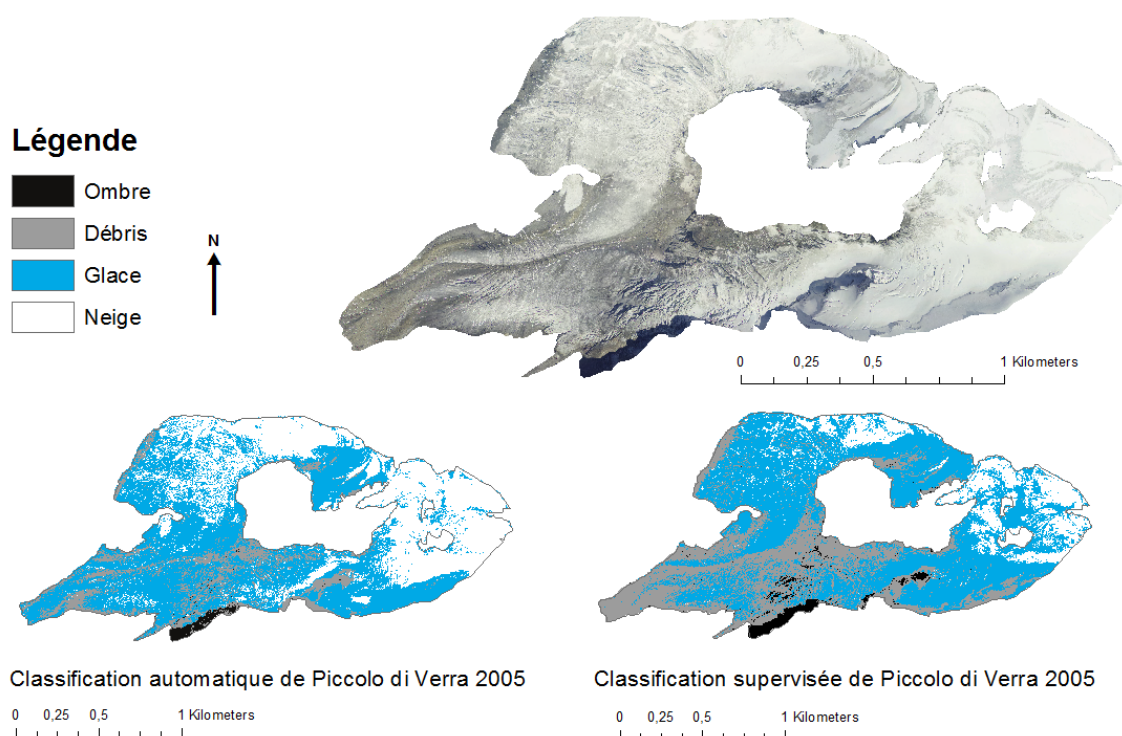 Légende
Ombre
Débris
Glace
Neige
N
0 0,25 0,5 1 Kilometers
Classification automatique de Piccolo di Verra 2005
0 0,25 0,5 1 Kilometers
Classification supervisée de Piccolo di Verra 2005
0 0,25 0,5 1 Kilometers